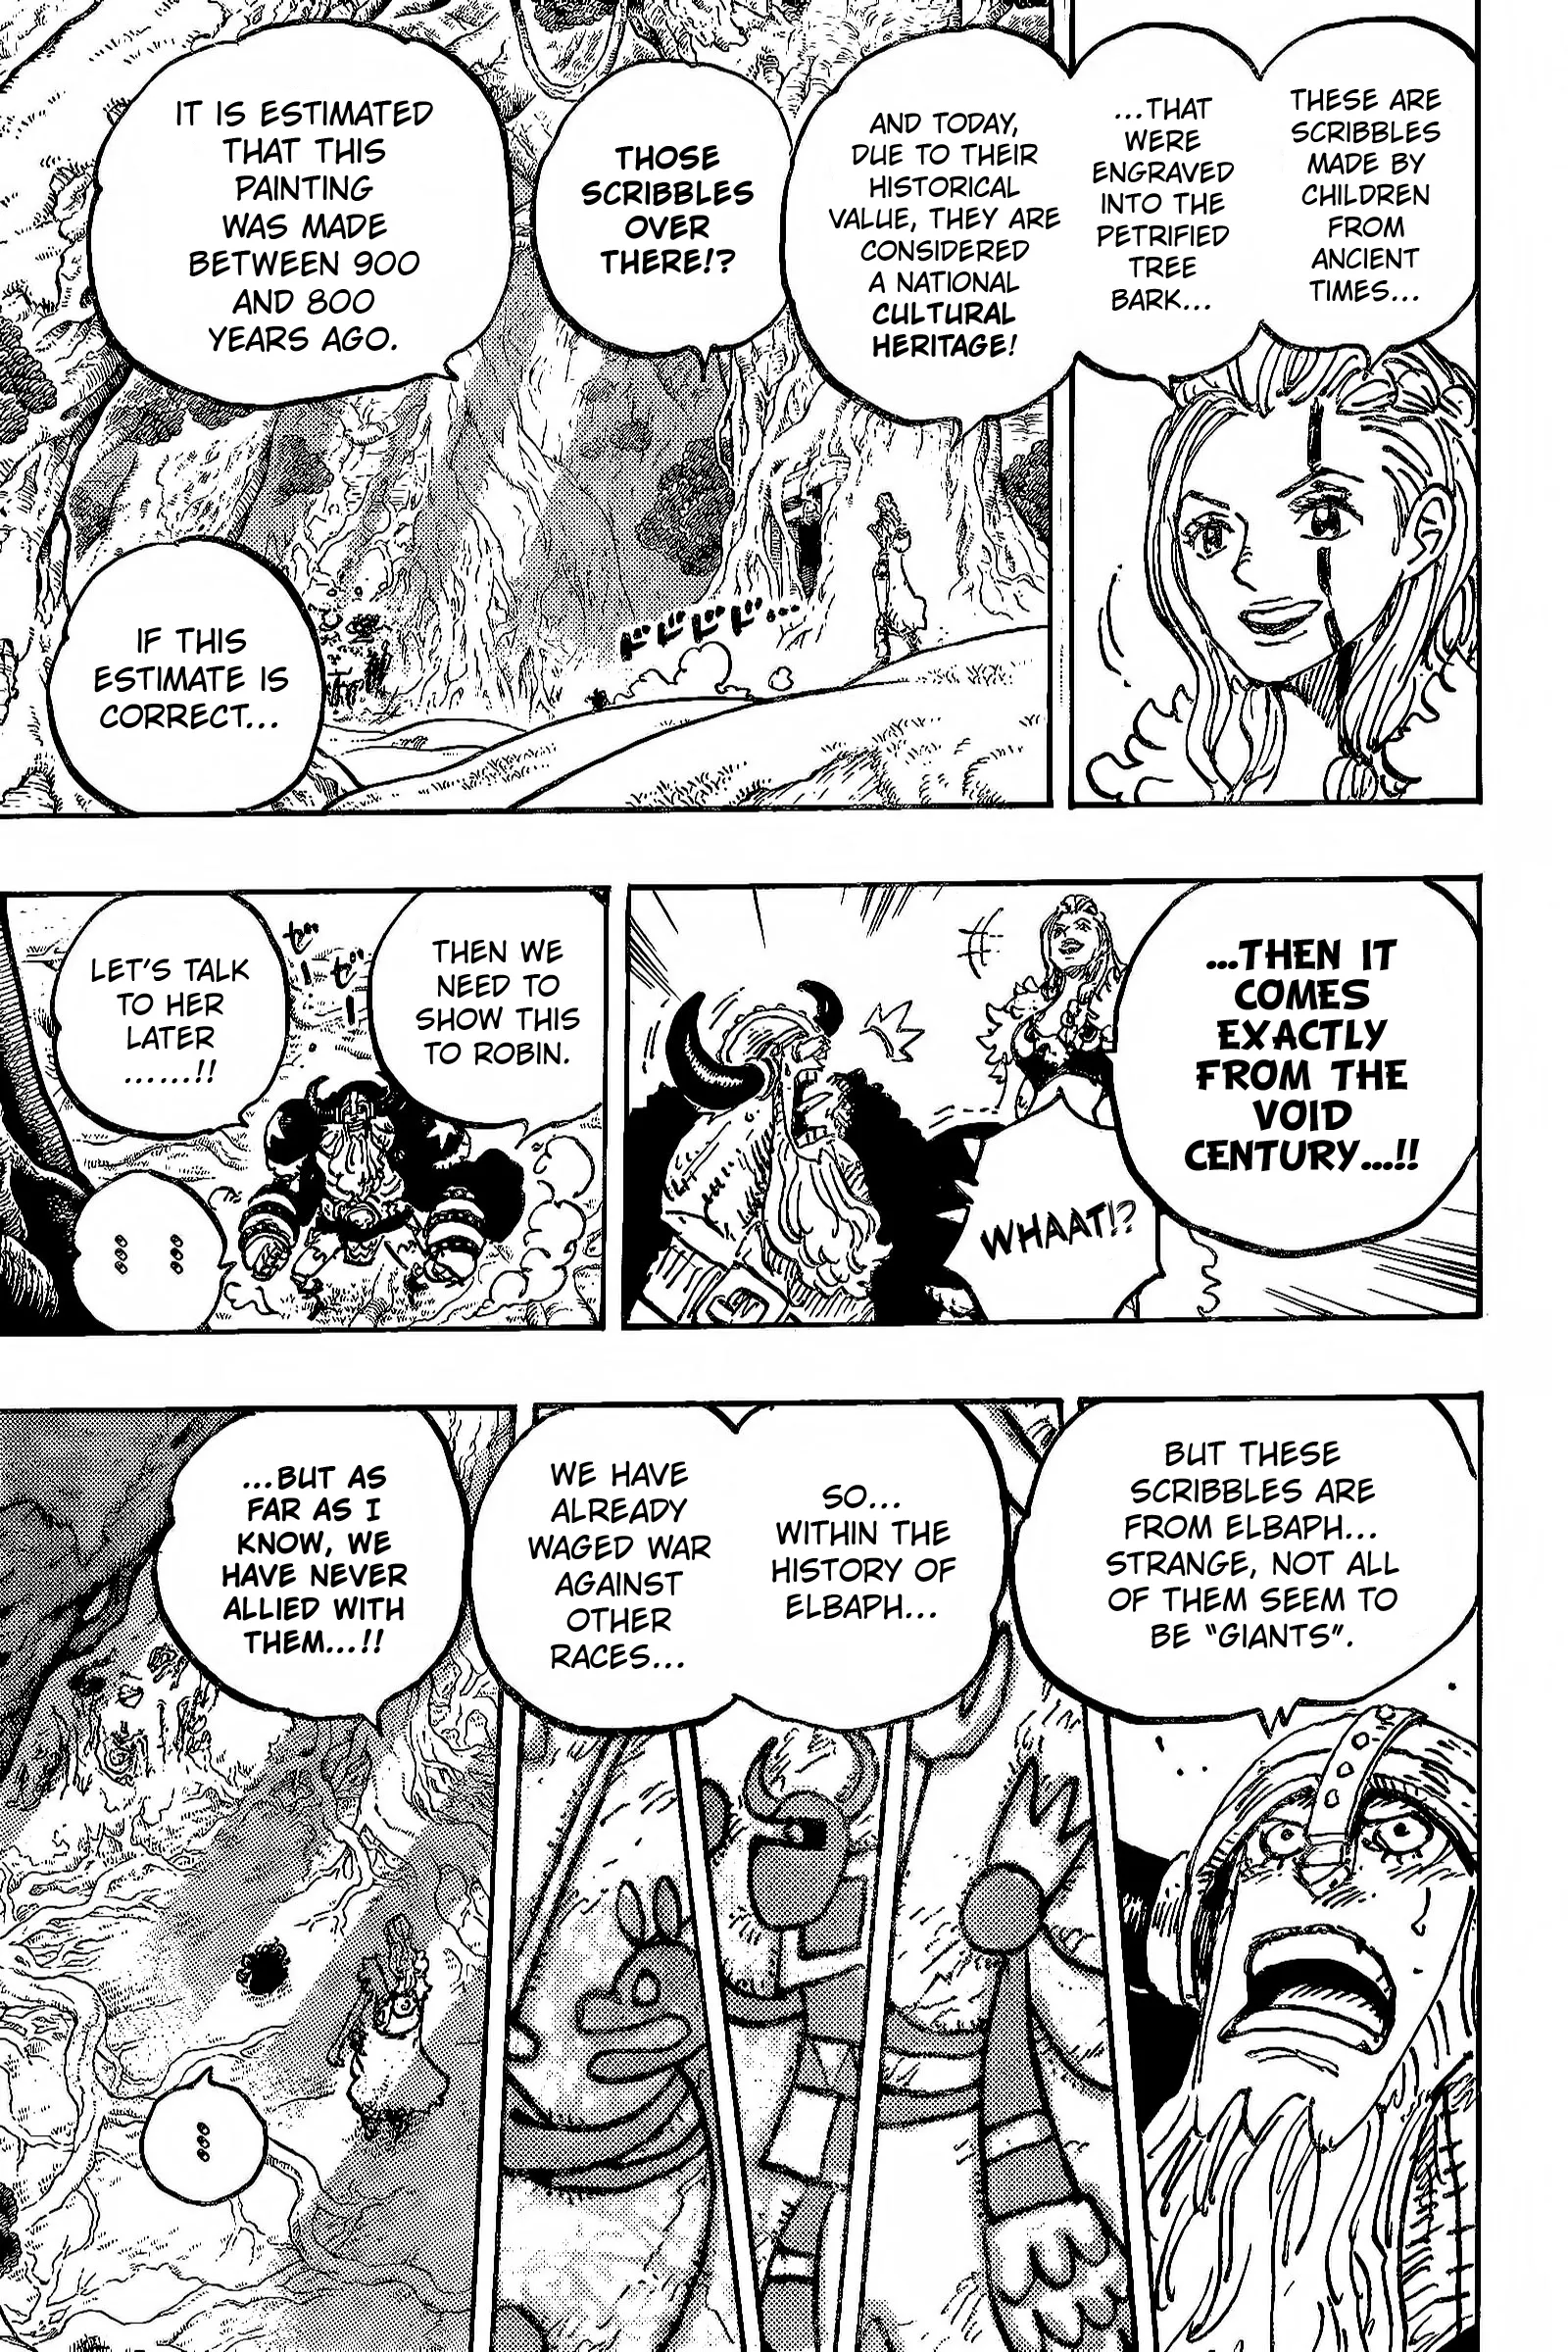 THESE ARE
SCRIBBLES
MADE BY
CHILDREN
FROM
ANCIENT
TIMES...
...THAT
WERE
ENGRAVED
INTO THE
PETRIFIED
TREE
BARK...
AND TODAY,
DUE TO THEIR
HISTORICAL
VALUE, THEY ARE
CONSIDERED
A NATIONAL
CULTURAL
HERITAGE!
THOSE
SCRIBBLES
OVER
THERE!?
ドドドド...
IT IS ESTIMATED
THAT THIS
PAINTING
WAS MADE
BETWEEN 900
AND 800
YEARS AGO.
IF THIS
ESTIMATE IS
CORRECT...
...THEN IT
COMES
EXACTLY
FROM THE
VOID
CENTURY...!!
WHAAT!?
THEN WE
NEED TO
SHOW THIS
TO ROBIN.
ゼーゼー
LET'S TALK
TO HER
LATER
......!!
... ...
BUT THESE
SCRIBBLES ARE
FROM ELBAPH...
STRANGE, NOT ALL
OF THEM SEEM TO
BE "GIANTS".
SO...
WITHIN THE
HISTORY OF
ELBAPH...
WE HAVE
ALREADY
WAGED WAR
AGAINST
OTHER
RACES...
...BUT AS
FAR AS I
KNOW, WE
HAVE NEVER
ALLIED WITH
THEM...!!
...